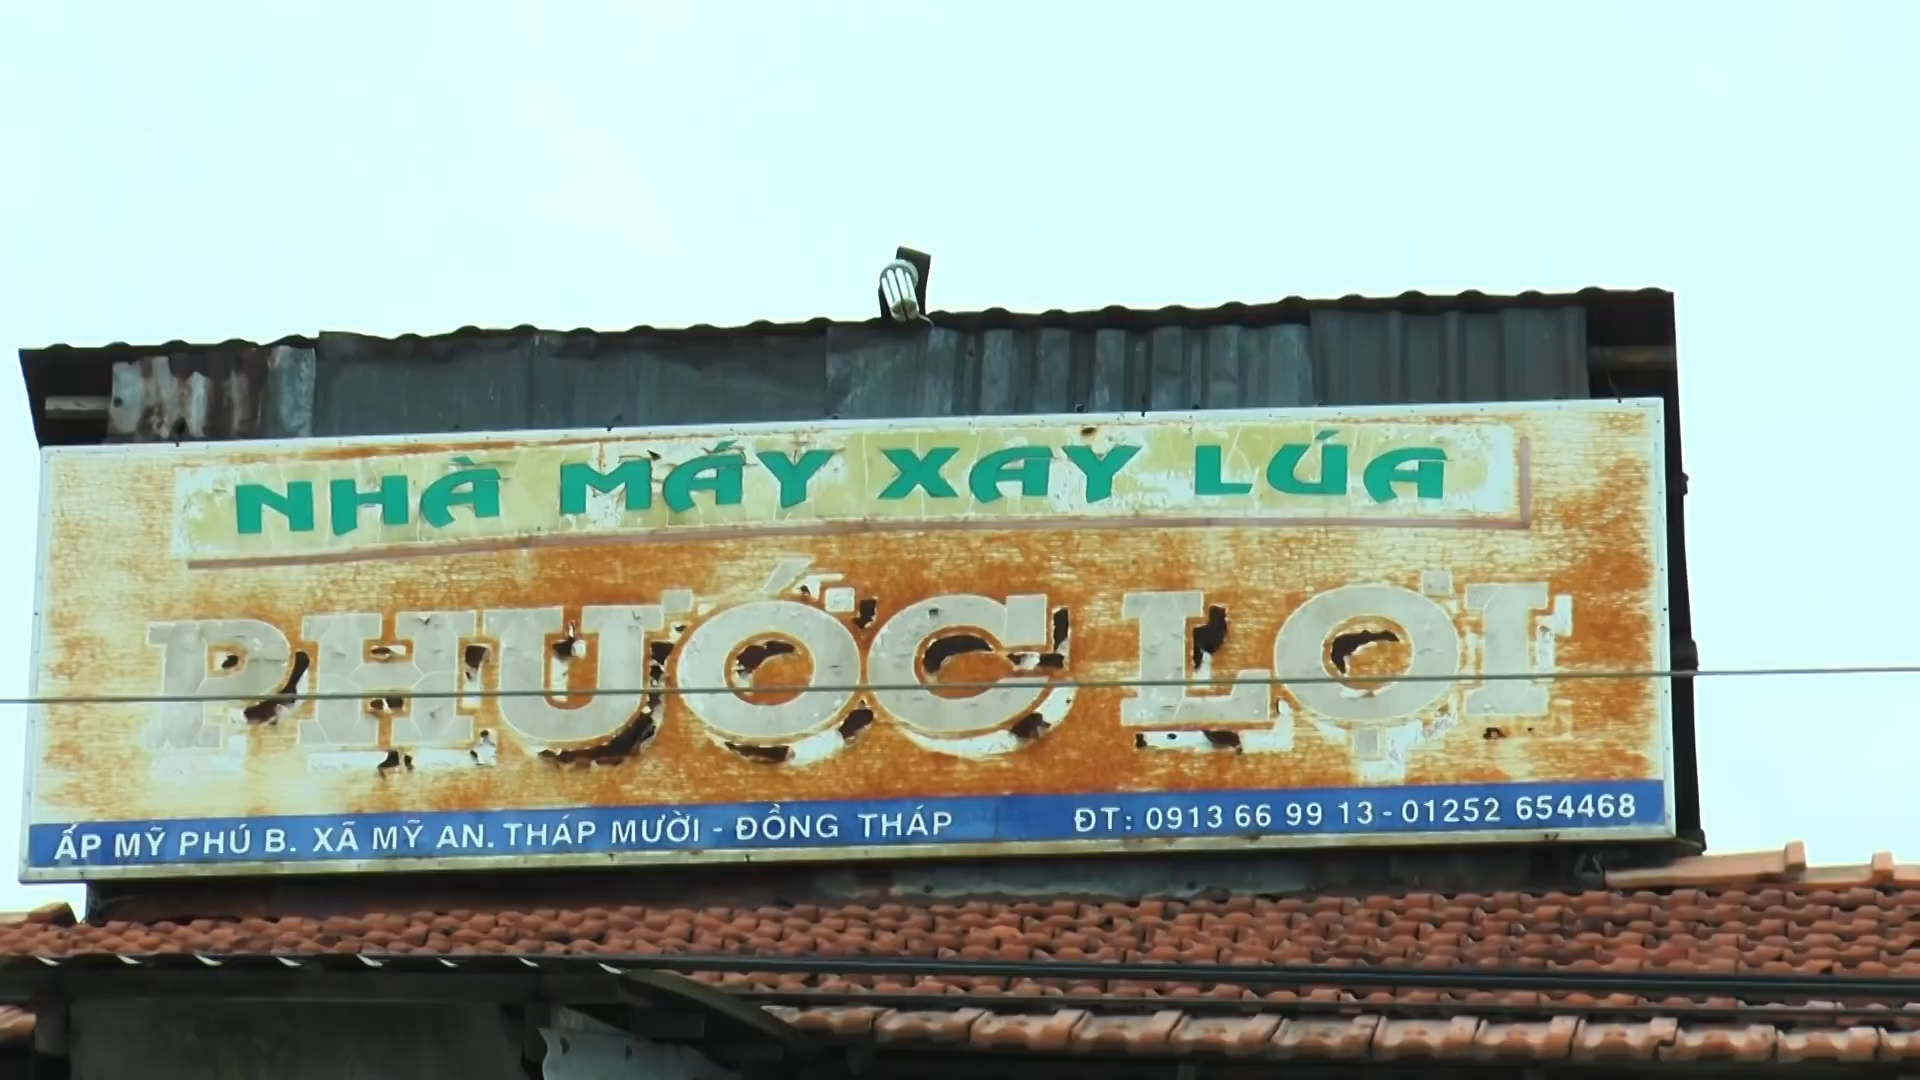 NHÀ MÁY XAY LÚA
PHƯỚC LỢI
ẤP MỸ PHÚ B. XÃ MỸ AN. THÁP MƯỜI - ĐỒNG THÁP ĐT: 0913 66 99 13 - 01252 654468